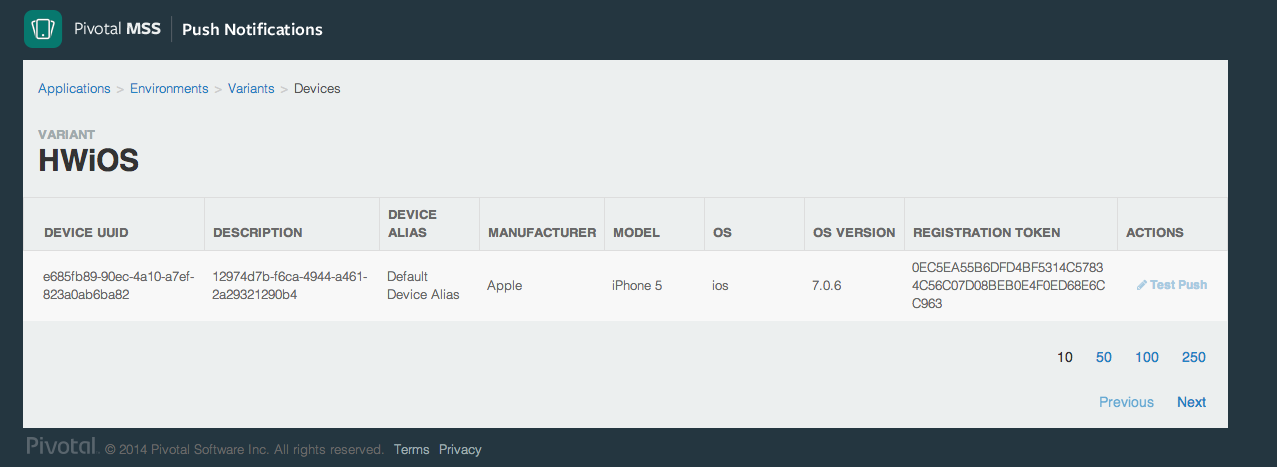 Pivotal MSS Push Notifications
Applications > Environments > Variants > Devices
VARIANT
HWiOS
DEVICE UUID DESCRIPTION DEVICE ALIAS MANUFACTURER MODEL OS OS VERSION REGISTRATION TOKEN ACTIONS
e685fb89-90ec-4a10-a7ef-
823a0ab6ba82
12974d7b-f6ca-4944-a461-
2a29321290b4
Default
Device Alias
Apple
iPhone 5
ios
7.0.6
0EC5EA55B6DFD4BF5314C5783
4C56C07D08BEB0E4F0ED68E6C
C963
Test Push
10 50 100 250
Previous Next
Pivotal. © 2014 Pivotal Software Inc. All rights reserved. Terms Privacy